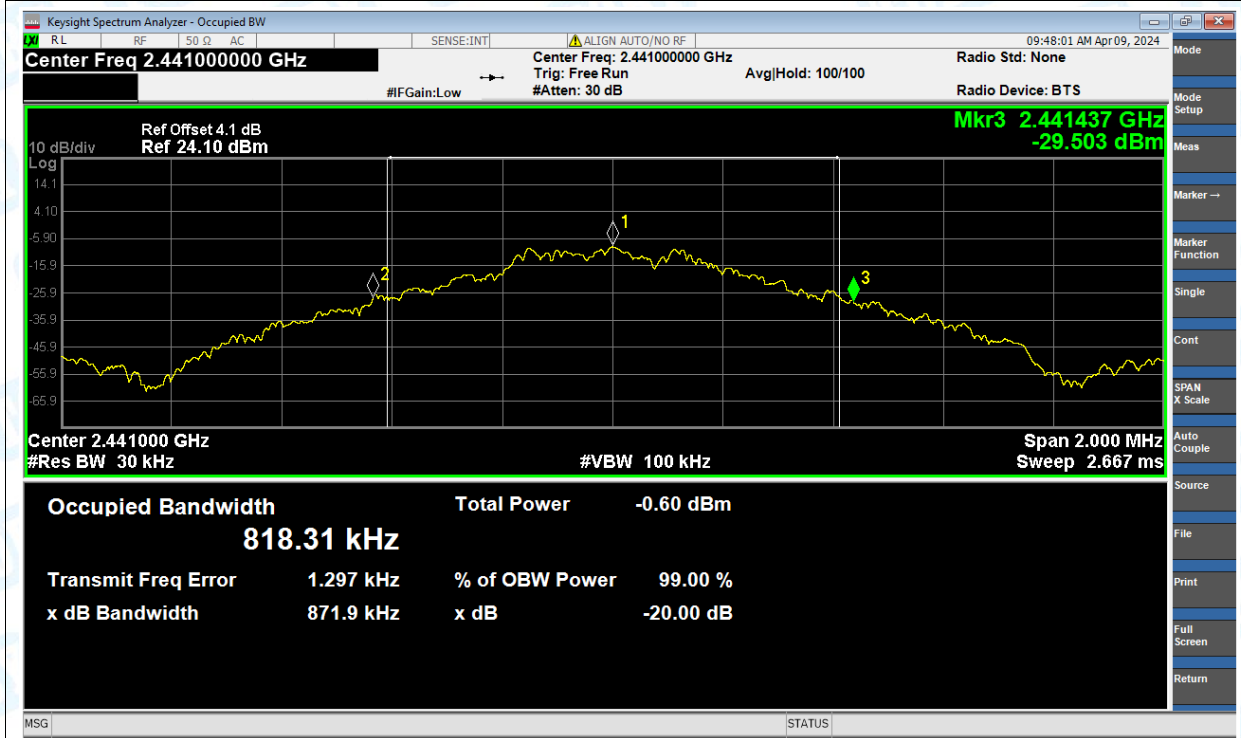 Keysight Spectrum Analyzer - Occupied BW
LXI RL RF 50 Ω AC SENSE:INT ALIGN AUTO/NO RF 09:48:01 AM Apr 09, 2024
Center Freq 2.441000000 GHz
Center Freq: 2.441000000 GHz
Radio Std: None
Trig: Free Run
Avg|Hold: 100/100
#IFGain:Low
#Atten: 30 dB
Radio Device: BTS
Mkr3 2.441437 GHz
-29.503 dBm
Ref Offset 4.1 dB
10 dB/div Ref 24.10 dBm
Log
14.1
4.10
-5.90
-15.9
-25.9
-35.9
-45.9
-55.9
-65.9
1
2
3
Center 2.441000 GHz
Span 2.000 MHz
#Res BW 30 kHz
#VBW 100 kHz
Sweep 2.667 ms
Occupied Bandwidth
Total Power -0.60 dBm
818.31 kHz
Transmit Freq Error 1.297 kHz % of OBW Power 99.00 %
x dB Bandwidth 871.9 kHz x dB -20.00 dB
MSG
STATUS
Mode
Mode
Setup
Meas
Marker→
Marker
Function
Single
Cont
SPAN
X Scale
Auto
Couple
Source
File
Print
Full
Screen
Return